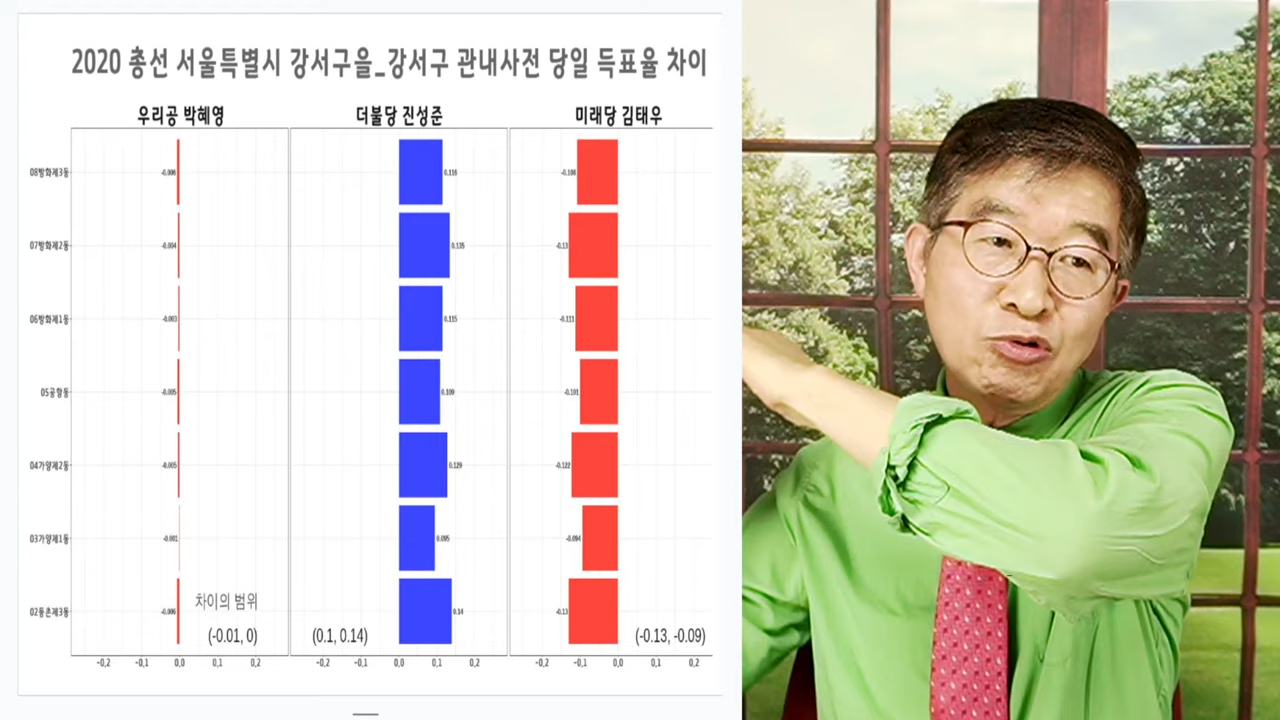 2020 총선 서울특별시 강서구을_강서구 관내사전 당일 득표율 차이
우리공 박혜영 더불당 진성준 미래당 김태우
08방화제3동 -0.006 0.116 -0.108
07방화제2동 -0.004 0.135 -0.13
06방화제1동 -0.003 0.115 -0.111
05공항동 -0.005 0.109 -0.101
04가양제2동 -0.005 0.129 -0.122
03가양제1동 -0.001 0.095 -0.094
02등촌제3동 -0.006 0.14 -0.13
차이의 범위
(-0.01, 0) (0.1, 0.14) (-0.13, -0.09)
-0,2 -0,1 0,0 0,1 0,2 -0,2 -0,1 0,0 0,1 0,2 -0,2 -0,1 0,0 0,1 0,2